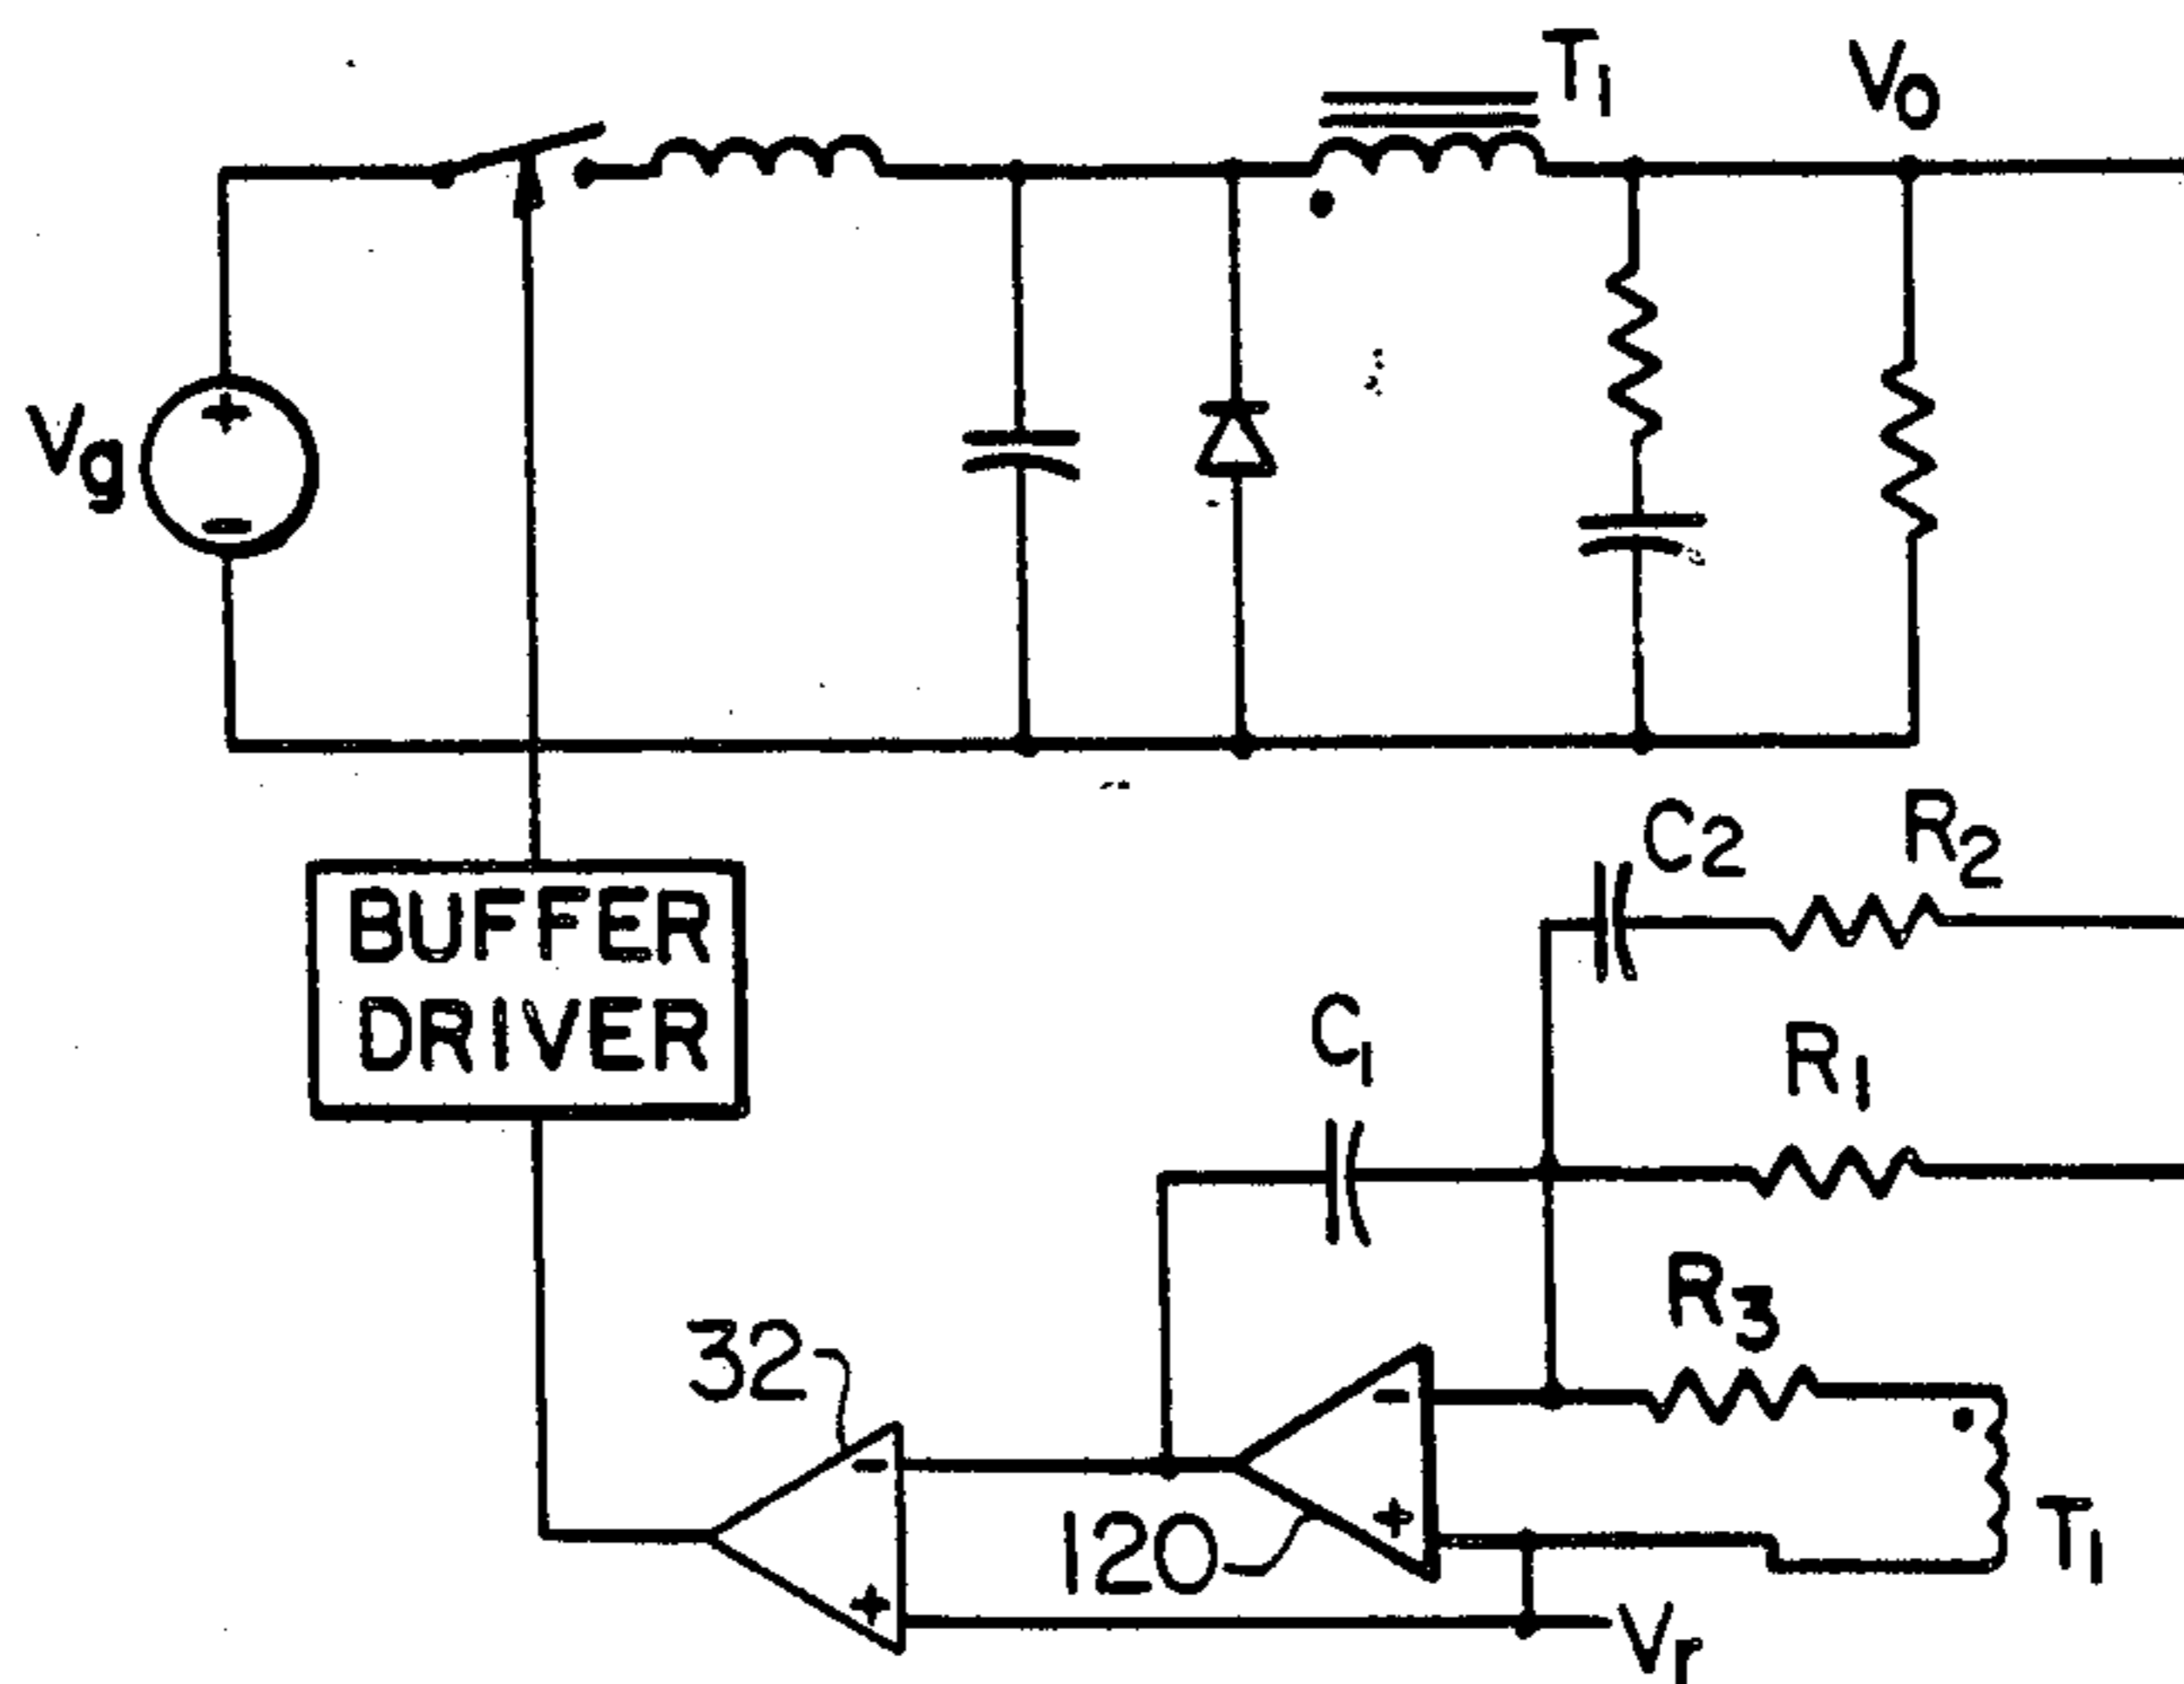 T1
Vo
Vg
+
-
BUFFER
DRIVER
C2
R2
C1
R1
R3
32
-
+
-
+
120
T1
Vr